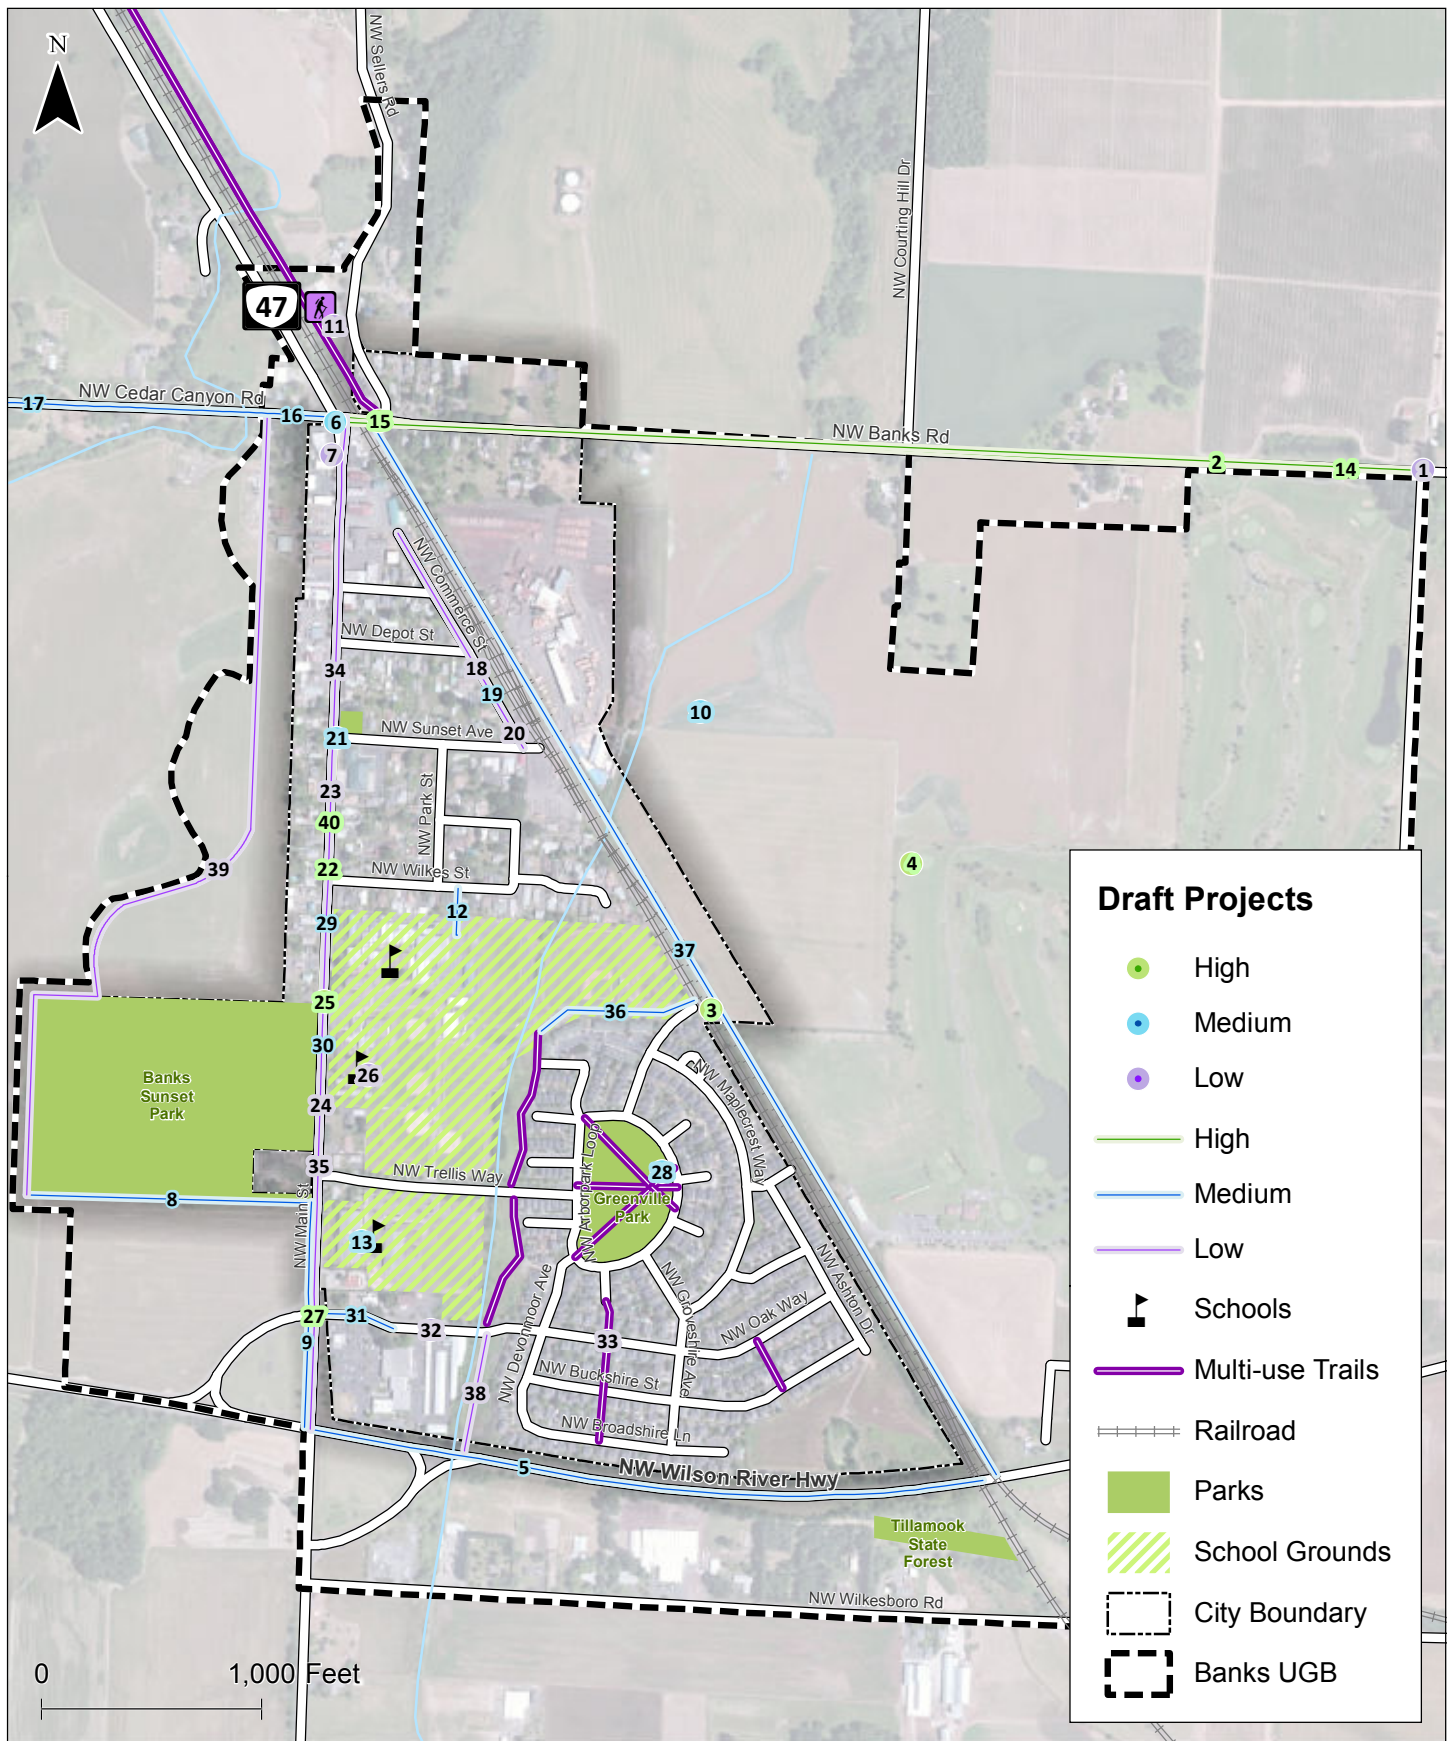 N
NW Sellers Rd
NW Courting Hill Dr
47
11
NW Cedar Canyon Rd
17
16
6
15
7
NW Banks Rd
2
14
1
NW Commerce St
NW Depot St
34
18
19
10
NW Sunset Ave
20
21
23
NW Park St
40
4
39
22
NW Wilkes St
12
29
37
25
36
3
30
26
24
Banks
Sunset
Park
NW Maplecrest Way
35
NW Trellis Way
NW Arborpark Loop
28
Greenville
Park
8
NW Main St
13
NW Ashton Dr
NW Devonmoor Ave
NW Groveshire Ave
NW Oak Way
27
31
32
33
9
NW Buckshire St
38
NW Broadshire Ln
5
NW Wilson River Hwy
Tillamook
State
Forest
NW Wilkesboro Rd
0
1,000 Feet
Draft Projects
High
Medium
Low
High
Medium
Low
Schools
Multi-use Trails
Railroad
Parks
School Grounds
City Boundary
Banks UGB